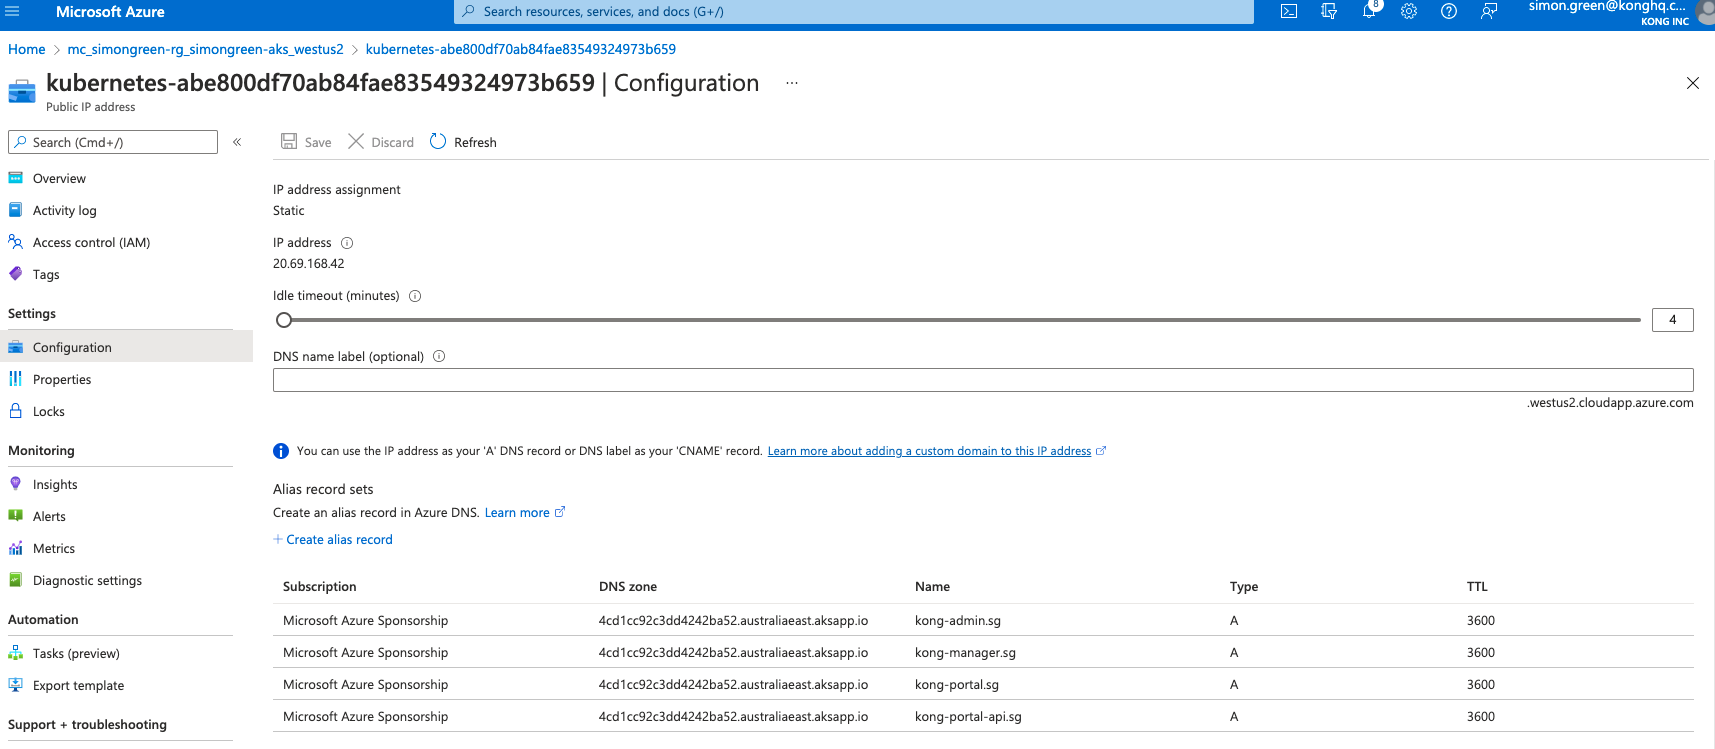 Microsoft Azure
Search resources, services, and docs (G+/)
8
simon.green@konghq.c...
KONG INC
Home > mc_simongreen-rg_simongreen-aks_westus2 > kubernetes-abe800df70ab84fae83549324973b659
kubernetes-abe800df70ab84fae83549324973b659 | Configuration ...
Public IP address
Search (Cmd+/) «
Save Discard Refresh
Overview
Activity log
Access control (IAM)
Tags
Settings
Configuration
Properties
Locks
Monitoring
Insights
Alerts
Metrics
Diagnostic settings
Automation
Tasks (preview)
Export template
Support + troubleshooting
IP address assignment
Static
IP address
20.69.168.42
Idle timeout (minutes)
4
DNS name label (optional)
.westus2.cloudapp.azure.com
You can use the IP address as your 'A' DNS record or DNS label as your 'CNAME' record. Learn more about adding a custom domain to this IP address
Alias record sets
Create an alias record in Azure DNS. Learn more
+ Create alias record
Subscription DNS zone Name Type TTL
Microsoft Azure Sponsorship 4cd1cc92c3dd4242ba52.australiaeast.aksapp.io kong-admin.sg A 3600
Microsoft Azure Sponsorship 4cd1cc92c3dd4242ba52.australiaeast.aksapp.io kong-manager.sg A 3600
Microsoft Azure Sponsorship 4cd1cc92c3dd4242ba52.australiaeast.aksapp.io kong-portal.sg A 3600
Microsoft Azure Sponsorship 4cd1cc92c3dd4242ba52.australiaeast.aksapp.io kong-portal-api.sg A 3600